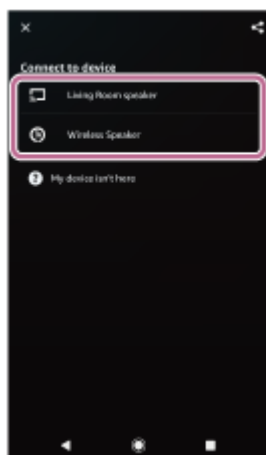 Connect to device
Living Room speaker
Wireless Speaker
My device isn't here